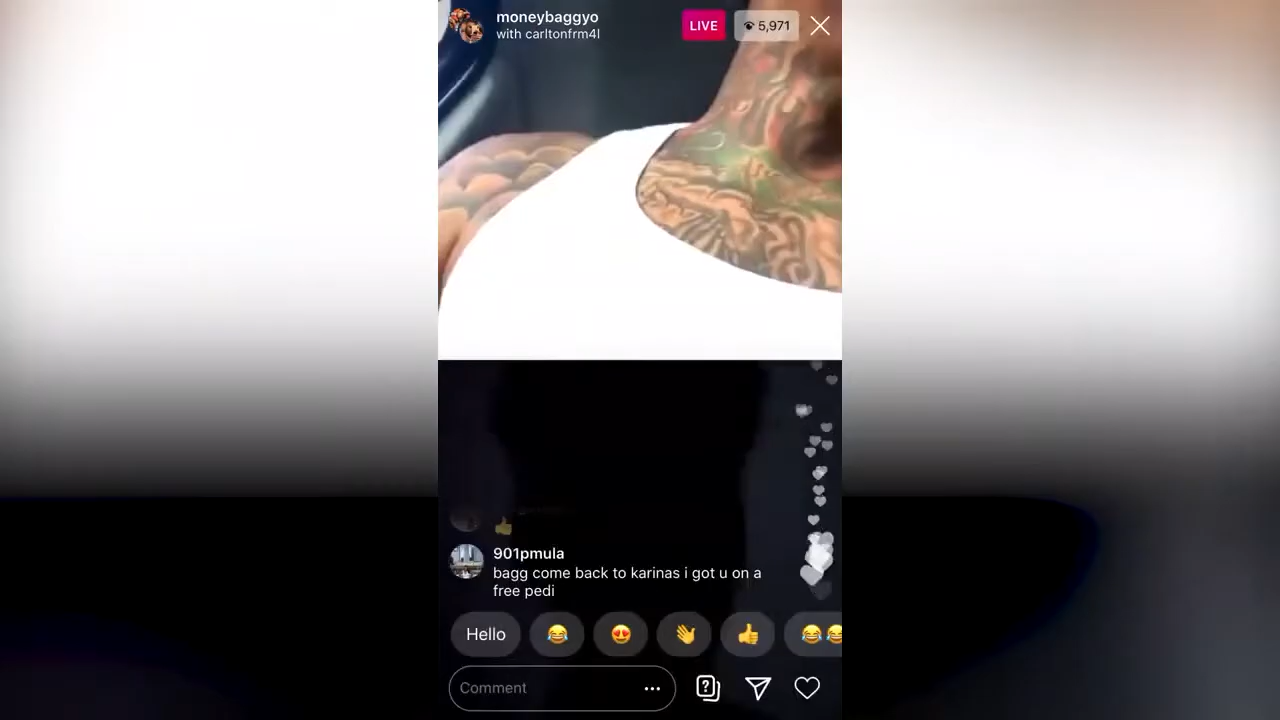 moneybaggyo
with carltonfrm4l
LIVE
5,971
901pmula
bagg come back to karinas i got u on a
free pedi
Hello
Comment